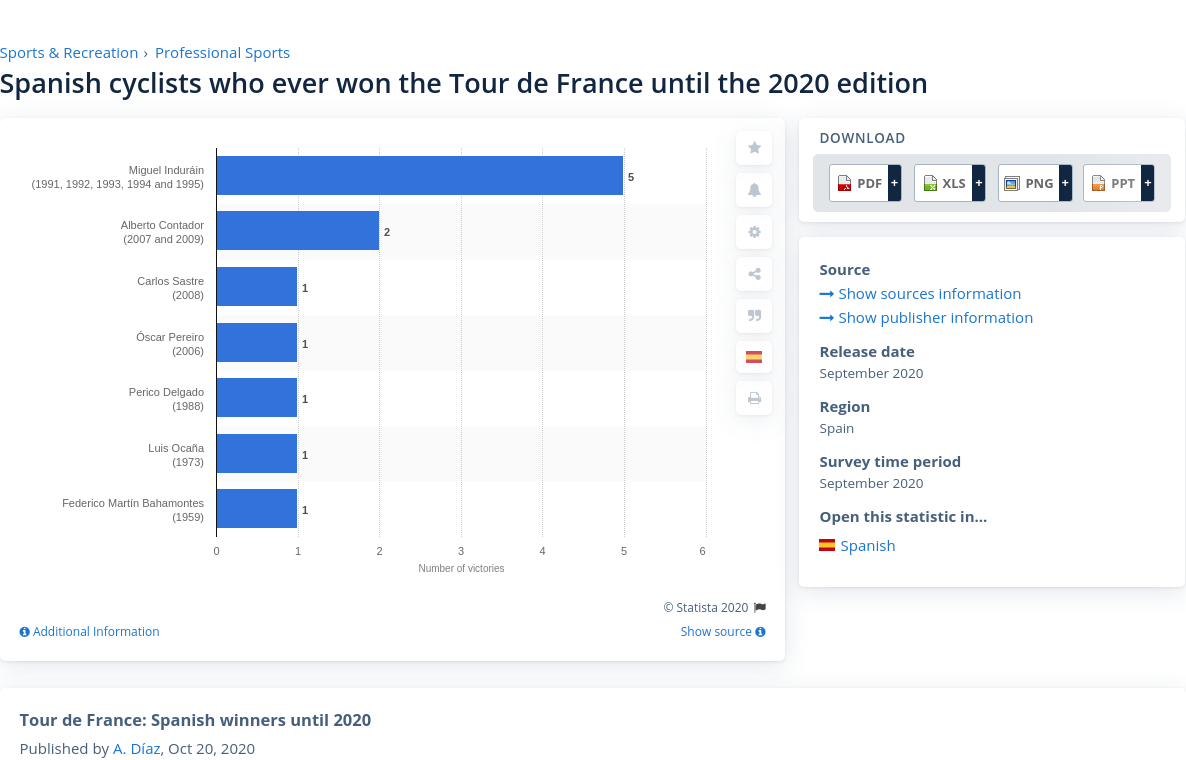 Sports & Recreation › Professional Sports
Spanish cyclists who ever won the Tour de France until the 2020 edition
Miguel Induráin
(1991, 1992, 1993, 1994 and 1995)
5
Alberto Contador
(2007 and 2009)
2
Carlos Sastre
(2008)
1
Óscar Pereiro
(2006)
1
Perico Delgado
(1988)
1
Luis Ocaña
(1973)
1
Federico Martín Bahamontes
(1959)
1
0 1 2 3 4 5 6
Number of victories
© Statista 2020
Additional Information
Show source
DOWNLOAD
PDF + XLS + PNG + PPT +
Source
Show sources information
Show publisher information
Release date
September 2020
Region
Spain
Survey time period
September 2020
Open this statistic in...
Spanish
Tour de France: Spanish winners until 2020
Published by A. Díaz, Oct 20, 2020